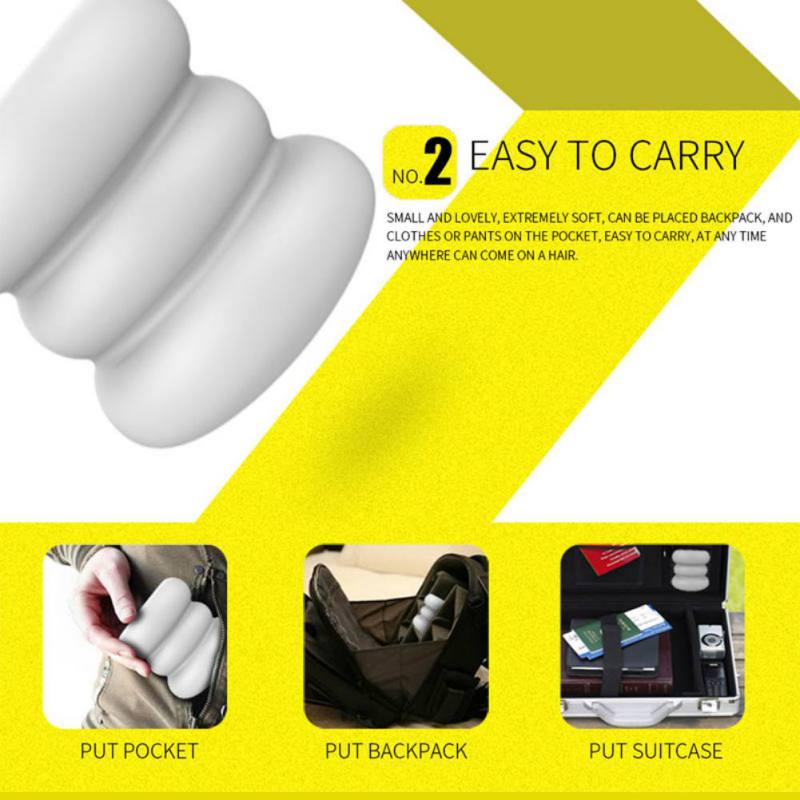 NO.2 EASY TO CARRY
SMALL AND LOVELY, EXTREMELY SOFT, CAN BE PLACED BACKPACK, AND
CLOTHES OR PANTS ON THE POCKET, EASY TO CARRY, AT ANY TIME
ANYWHERE CAN COME ON A HAIR.
PUT POCKET
PUT BACKPACK
PUT SUITCASE